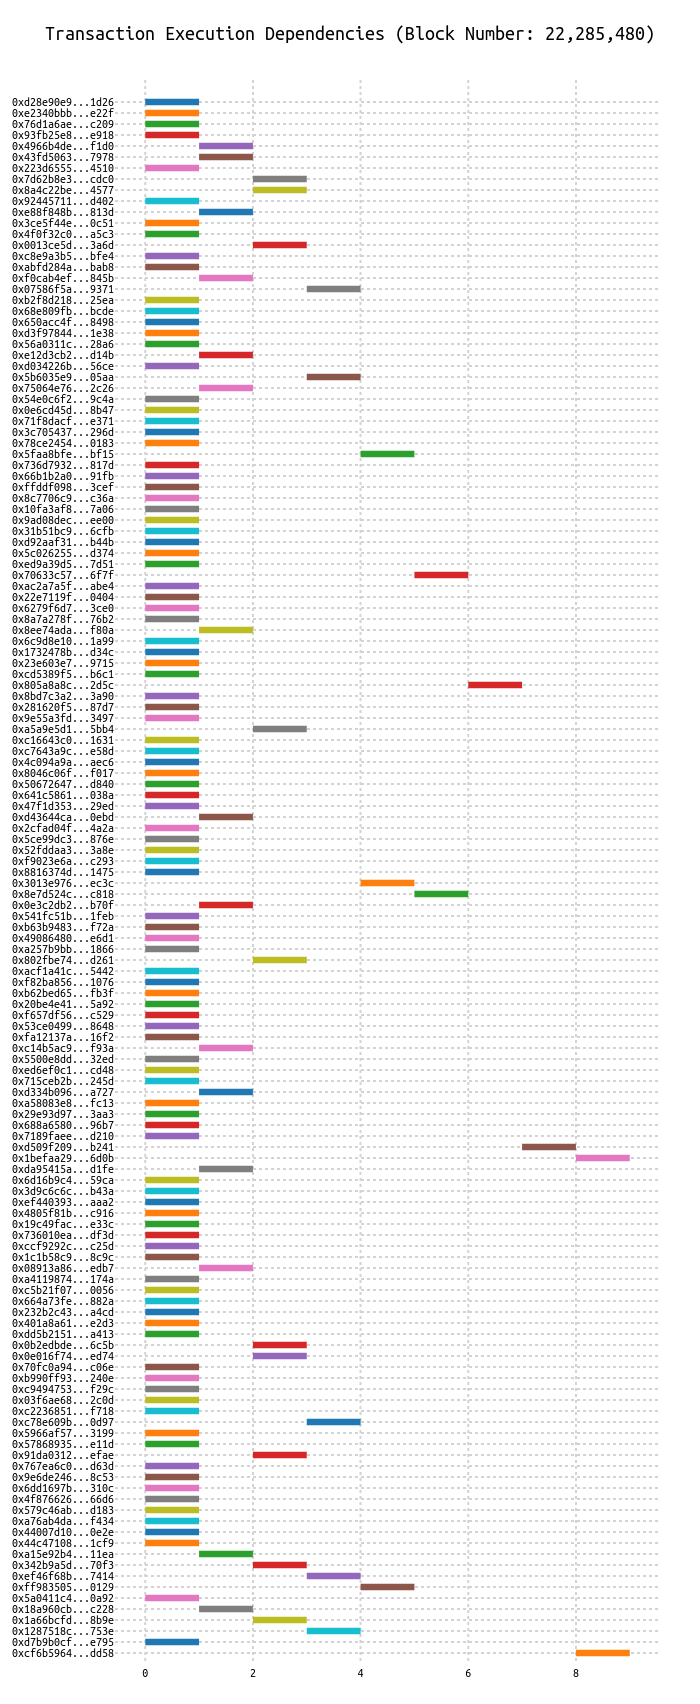 Transaction Execution Dependencies (Block Number: 22,285,480)
0xd28e90e9...1d26
0xe2340bbb...e22f
0x76d1a6ae...c209
0x93fb25e8...e918
0x4966b4de...f1d0
0x43fd5063...7978
0x223d6555...4510
0x7d62b8e3...cdc0
0x8a4c22be...4577
0x92445711...d402
0xe88f848b...813d
0x3ce5f44e...0c51
0x4f0f32c0...a5c3
0x0013ce5d...3a6d
0xc8e9a3b5...bfe4
0xabfd284a...bab8
0xf0cab4ef...845b
0x07586f5a...9371
0xb2f8d218...25ea
0x68e809fb...bcde
0x650acc4f...8498
0xd3f97844...1e38
0x56a0311c...28a6
0xe12d3cb2...d14b
0xd034226b...56ce
0x5b6035e9...05aa
0x75064e76...2c26
0x54e0c6f2...9c4a
0x0e6cd45d...8b47
0x71f8dacf...e371
0x3c705437...296d
0x78ce2454...0183
0x5faa8bfe...bf15
0x736d7932...817d
0x66b1b2a0...91fb
0xffddf098...3cef
0x8c7706c9...c36a
0x10fa3af8...7a06
0x9ad08dec...ee00
0x31b51bc9...6cfb
0xd92aaf31...b44b
0x5c026255...d374
0xed9a39d5...7d51
0x70633c57...6f7f
0xac2a7a5f...abe4
0x22e7119f...0404
0x6279f6d7...3ce0
0x8a7a278f...76b2
0x8ee74ada...f80a
0x6c9d8e10...1a99
0x1732478b...d34c
0x23e603e7...9715
0xcd5389f5...b6c1
0x805a8a8c...2d5c
0x8bd7c3a2...3a90
0x281620f5...87d7
0x9e55a3fd...3497
0xa5a9e5d1...5bb4
0xc16643c0...1631
0xc7643a9c...e58d
0x4c094a9a...aec6
0x8046c06f...f017
0x50672647...d840
0x641c5861...038a
0x47f1d353...29ed
0xd43644ca...0ebd
0x2cfad04f...4a2a
0x5ce99dc3...876e
0x52fddaa3...3a8e
0xf9023e6a...c293
0x8816374d...1475
0x3013e976...ec3c
0x8e7d524c...c818
0x0e3c2db2...b70f
0x541fc51b...1feb
0xb63b9483...f72a
0x49086480...e6d1
0xa257b9bb...1866
0x802fbe74...d261
0xacf1a41c...5442
0xf82ba856...1076
0xb62bed65...fb3f
0x20be4e41...5a92
0xf657df56...c529
0x53ce0499...8648
0xfa12137a...16f2
0xc14b5ac9...f93a
0x5500e8dd...32ed
0xed6ef0c1...cd48
0x715ceb2b...245d
0xd334b096...a727
0xa58083e8...fc13
0x29e93d97...3aa3
0x688a6580...96b7
0x7189faee...d210
0xd509f209...b241
0x1befaa29...6d0b
0xda95415a...d1fe
0x6d16b9c4...59ca
0x3d9c6c6c...b43a
0xef440393...aaa2
0x4805f81b...c916
0x19c49fac...e33c
0x736010ea...df3d
0xccf9292c...c25d
0x1c1b58c9...8c9c
0x08913a86...edb7
0xa4119874...174a
0xc5b21f07...0056
0x664a73fe...882a
0x232b2c43...a4cd
0x401a8a61...e2d3
0xdd5b2151...a413
0x0b2edbde...6c5b
0x0e016f74...ed74
0x70fc0a94...c06e
0xb990ff93...240e
0xc9494753...f29c
0x03f6ae68...2c0d
0xc2236851...f718
0xc78e609b...0d97
0x5966af57...3199
0x57868935...e11d
0x91da0312...efae
0x767ea6c0...d63d
0x9e6de246...8c53
0x6dd1697b...310c
0x4f876626...66d6
0x579c46ab...d183
0xa76ab4da...f434
0x44007d10...0e2e
0x44c47108...1cf9
0xa15e92b4...11ea
0x342b9a5d...70f3
0xef46f68b...7414
0xff983505...0129
0x5a0411c4...0a92
0x18a960cb...c228
0x1a66bcfd...8b9e
0x1287518c...753e
0xd7b9b0cf...e795
0xcf6b5964...dd58
0 2 4 6 8